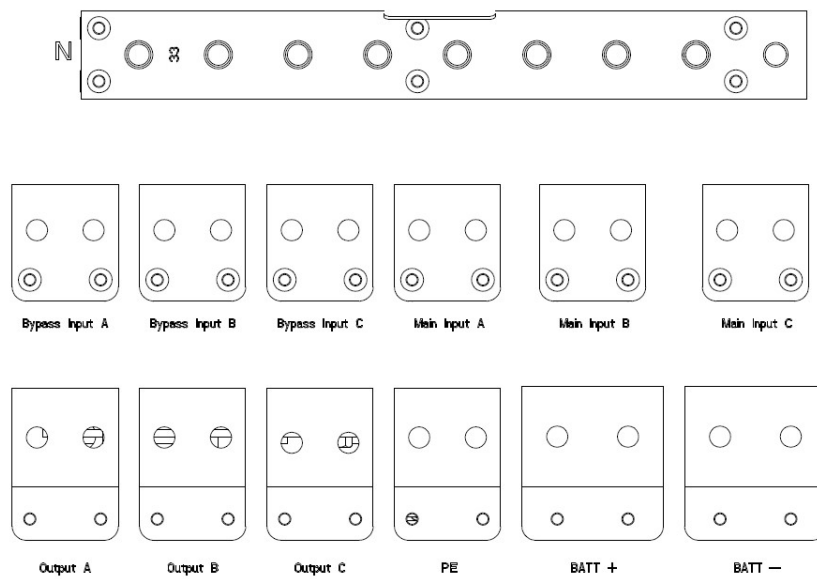 N 33
Bypass Input A Bypass Input B Bypass Input C Main Input A Main Input B Main Input C
Output A Output B Output C PE BATT + BATT —